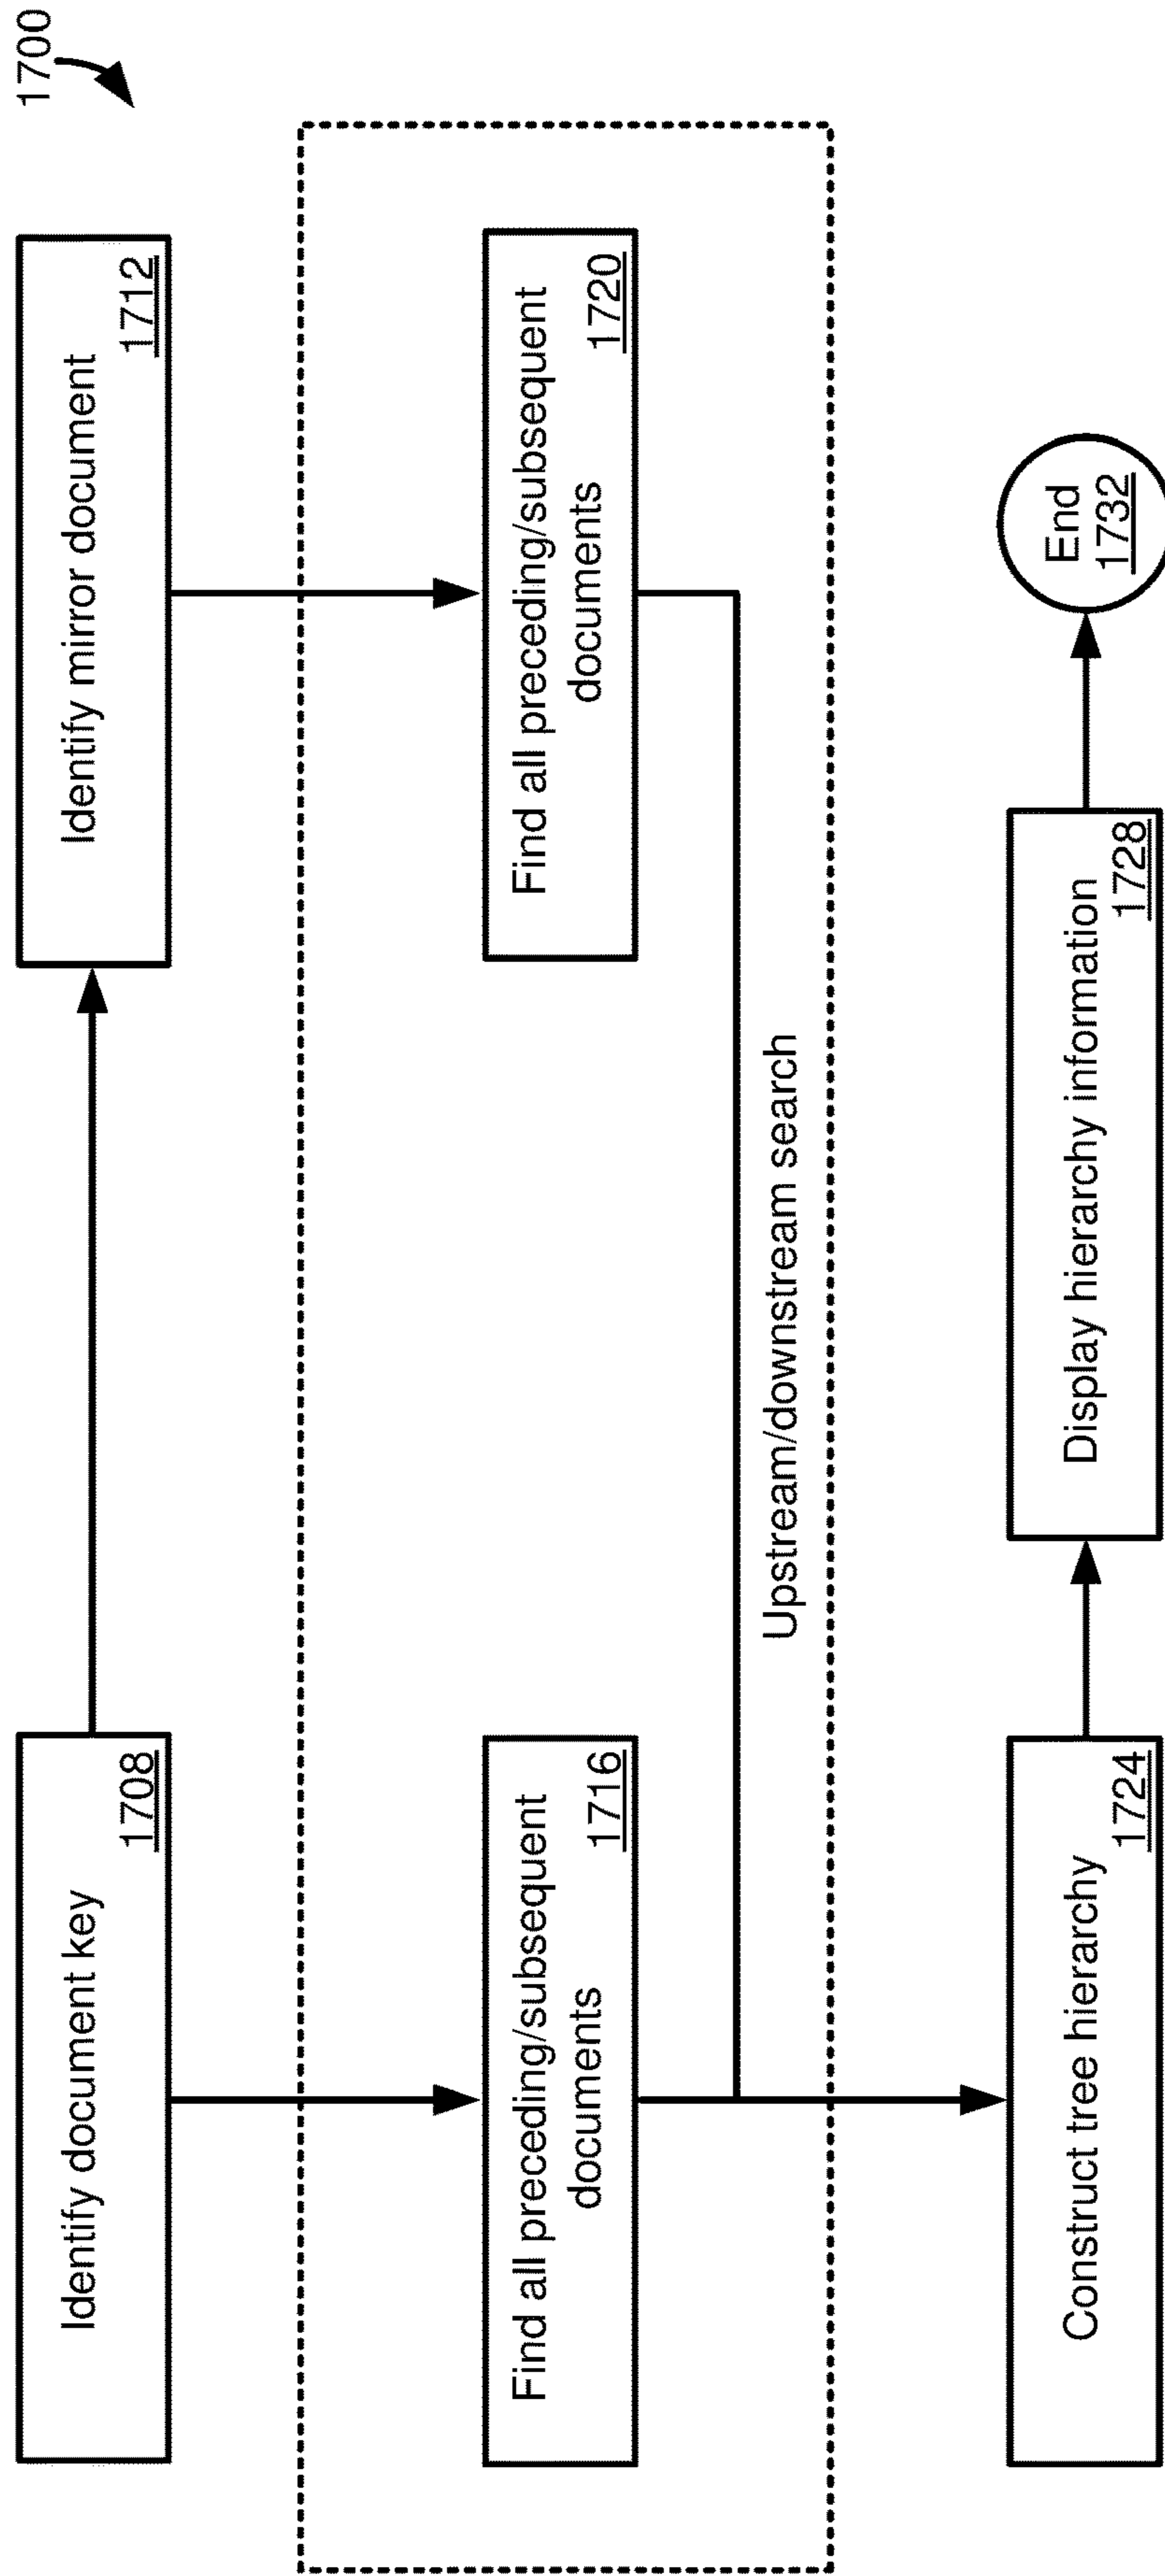 1700
Identify document key
1708
Identify mirror document
1712
Find all preceding/subsequent
documents
1716
Find all preceding/subsequent
documents
1720
Upstream/downstream search
Construct tree hierarchy
1724
Display hierarchy information
1728
End
1732